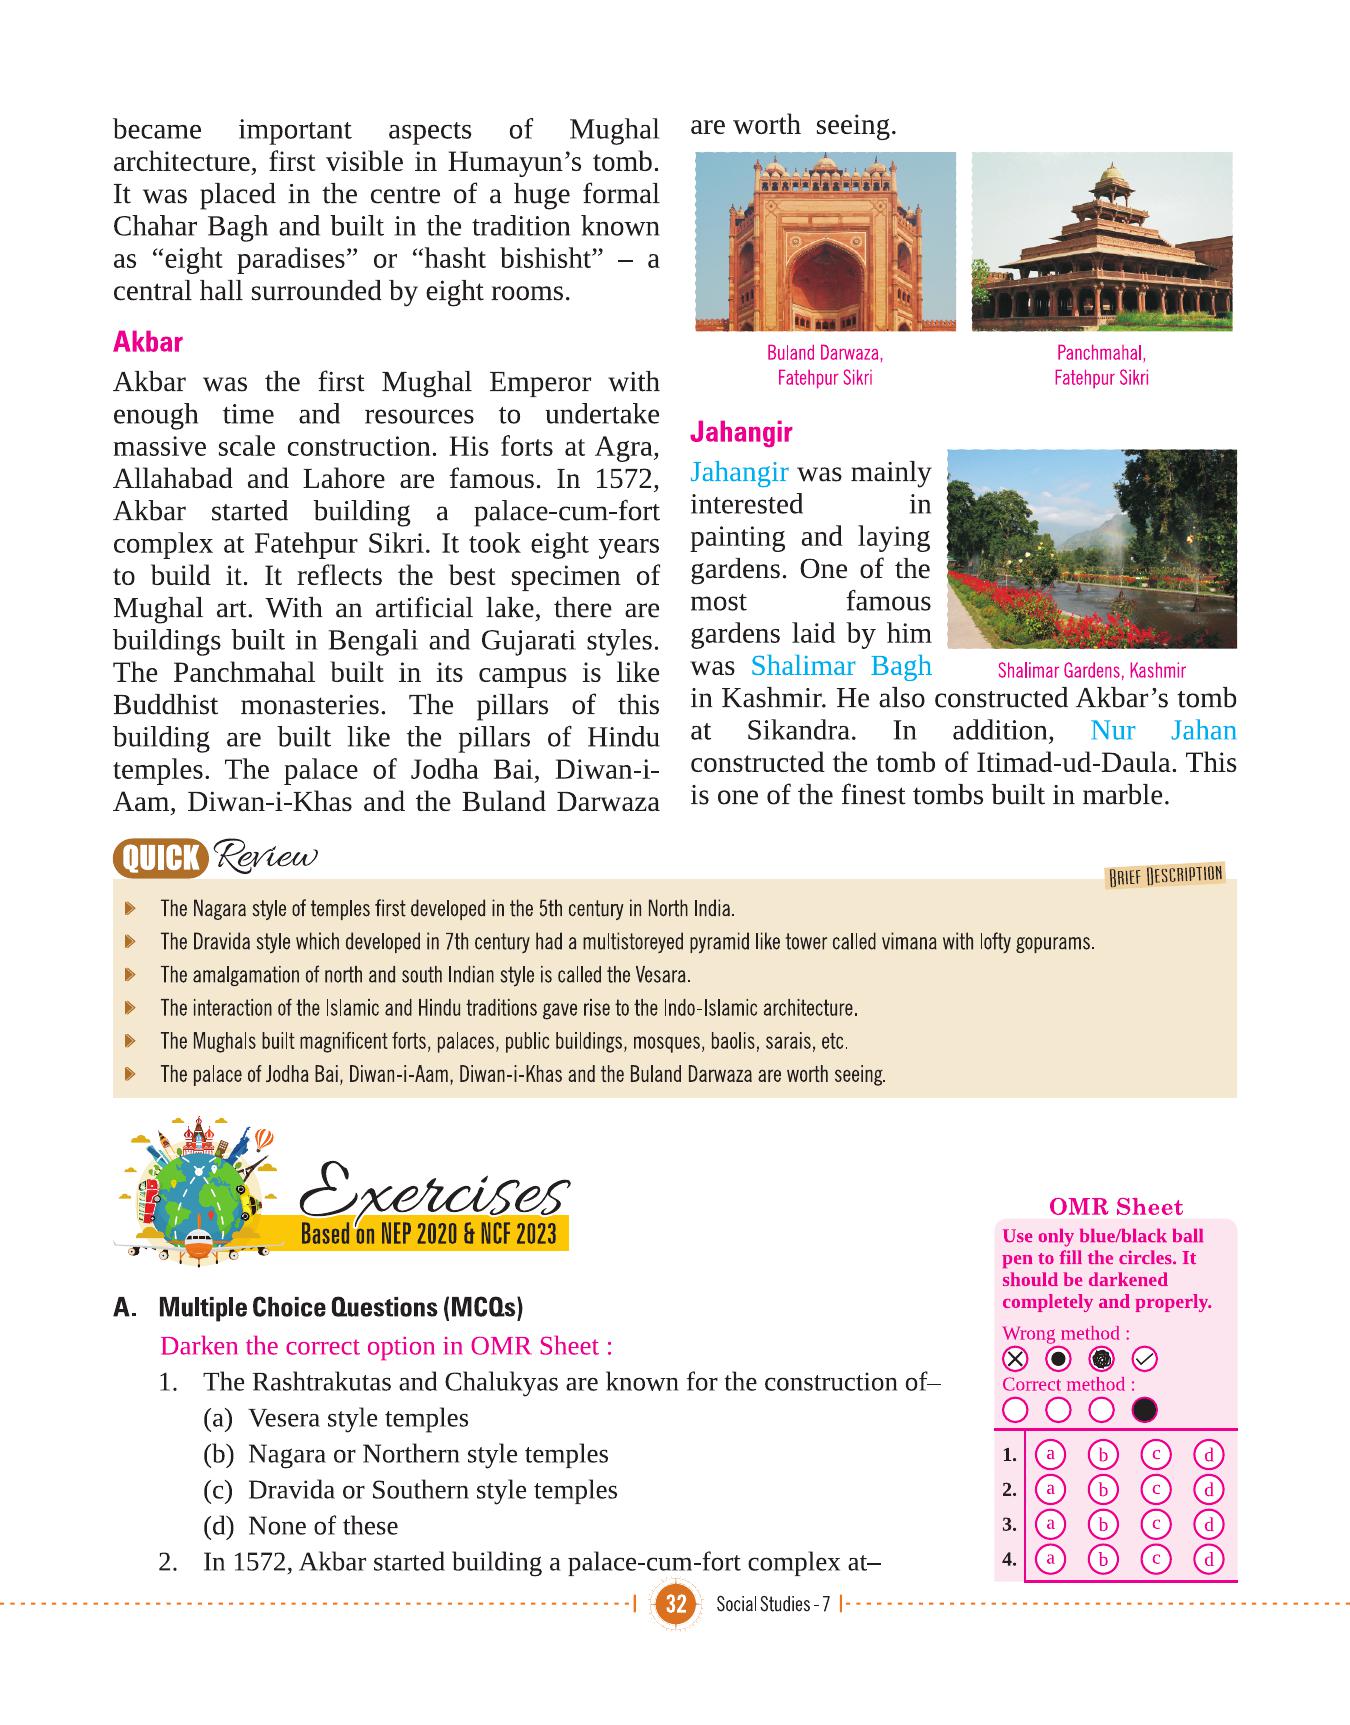 became important aspects of Mughal
architecture, first visible in Humayun’s tomb.
It was placed in the centre of a huge formal
Chahar Bagh and built in the tradition known
as “eight paradises” or “hasht bishisht” – a
central hall surrounded by eight rooms.
Akbar
Akbar was the first Mughal Emperor with
enough time and resources to undertake
massive scale construction. His forts at Agra,
Allahabad and Lahore are famous. In 1572,
Akbar started building a palace-cum-fort
complex at Fatehpur Sikri. It took eight years
to build it. It reflects the best specimen of
Mughal art. With an artificial lake, there are
buildings built in Bengali and Gujarati styles.
The Panchmahal built in its campus is like
Buddhist monasteries. The pillars of this
building are built like the pillars of Hindu
temples. The palace of Jodha Bai, Diwan-i-
Aam, Diwan-i-Khas and the Buland Darwaza
are worth seeing.
Buland Darwaza,
Fatehpur Sikri
Panchmahal,
Fatehpur Sikri
Jahangir
Jahangir was mainly
interested in
painting and laying
gardens. One of the
most famous
gardens laid by him
was Shalimar Bagh
Shalimar Gardens, Kashmir
in Kashmir. He also constructed Akbar’s tomb
at Sikandra. In addition, Nur Jahan
constructed the tomb of Itimad-ud-Daula. This
is one of the finest tombs built in marble.
QUICK Review
BRIEF DESCRIPTION
The Nagara style of temples first developed in the 5th century in North India.
The Dravida style which developed in 7th century had a multistoreyed pyramid like tower called vimana with lofty gopurams.
The amalgamation of north and south Indian style is called the Vesara.
The interaction of the Islamic and Hindu traditions gave rise to the Indo-Islamic architecture.
The Mughals built magnificent forts, palaces, public buildings, mosques, baolis, sarais, etc.
The palace of Jodha Bai, Diwan-i-Aam, Diwan-i-Khas and the Buland Darwaza are worth seeing.
Exercises
Based on NEP 2020 & NCF 2023
A. Multiple Choice Questions (MCQs)
Darken the correct option in OMR Sheet :
1. The Rashtrakutas and Chalukyas are known for the construction of–
(a) Vesera style temples
(b) Nagara or Northern style temples
(c) Dravida or Southern style temples
(d) None of these
2. In 1572, Akbar started building a palace-cum-fort complex at–
OMR Sheet
Use only blue/black ball
pen to fill the circles. It
should be darkened
completely and properly.
Wrong method :
Correct method :
1. a b c d
2. a b c d
3. a b c d
4. a b c d
32 Social Studies - 7